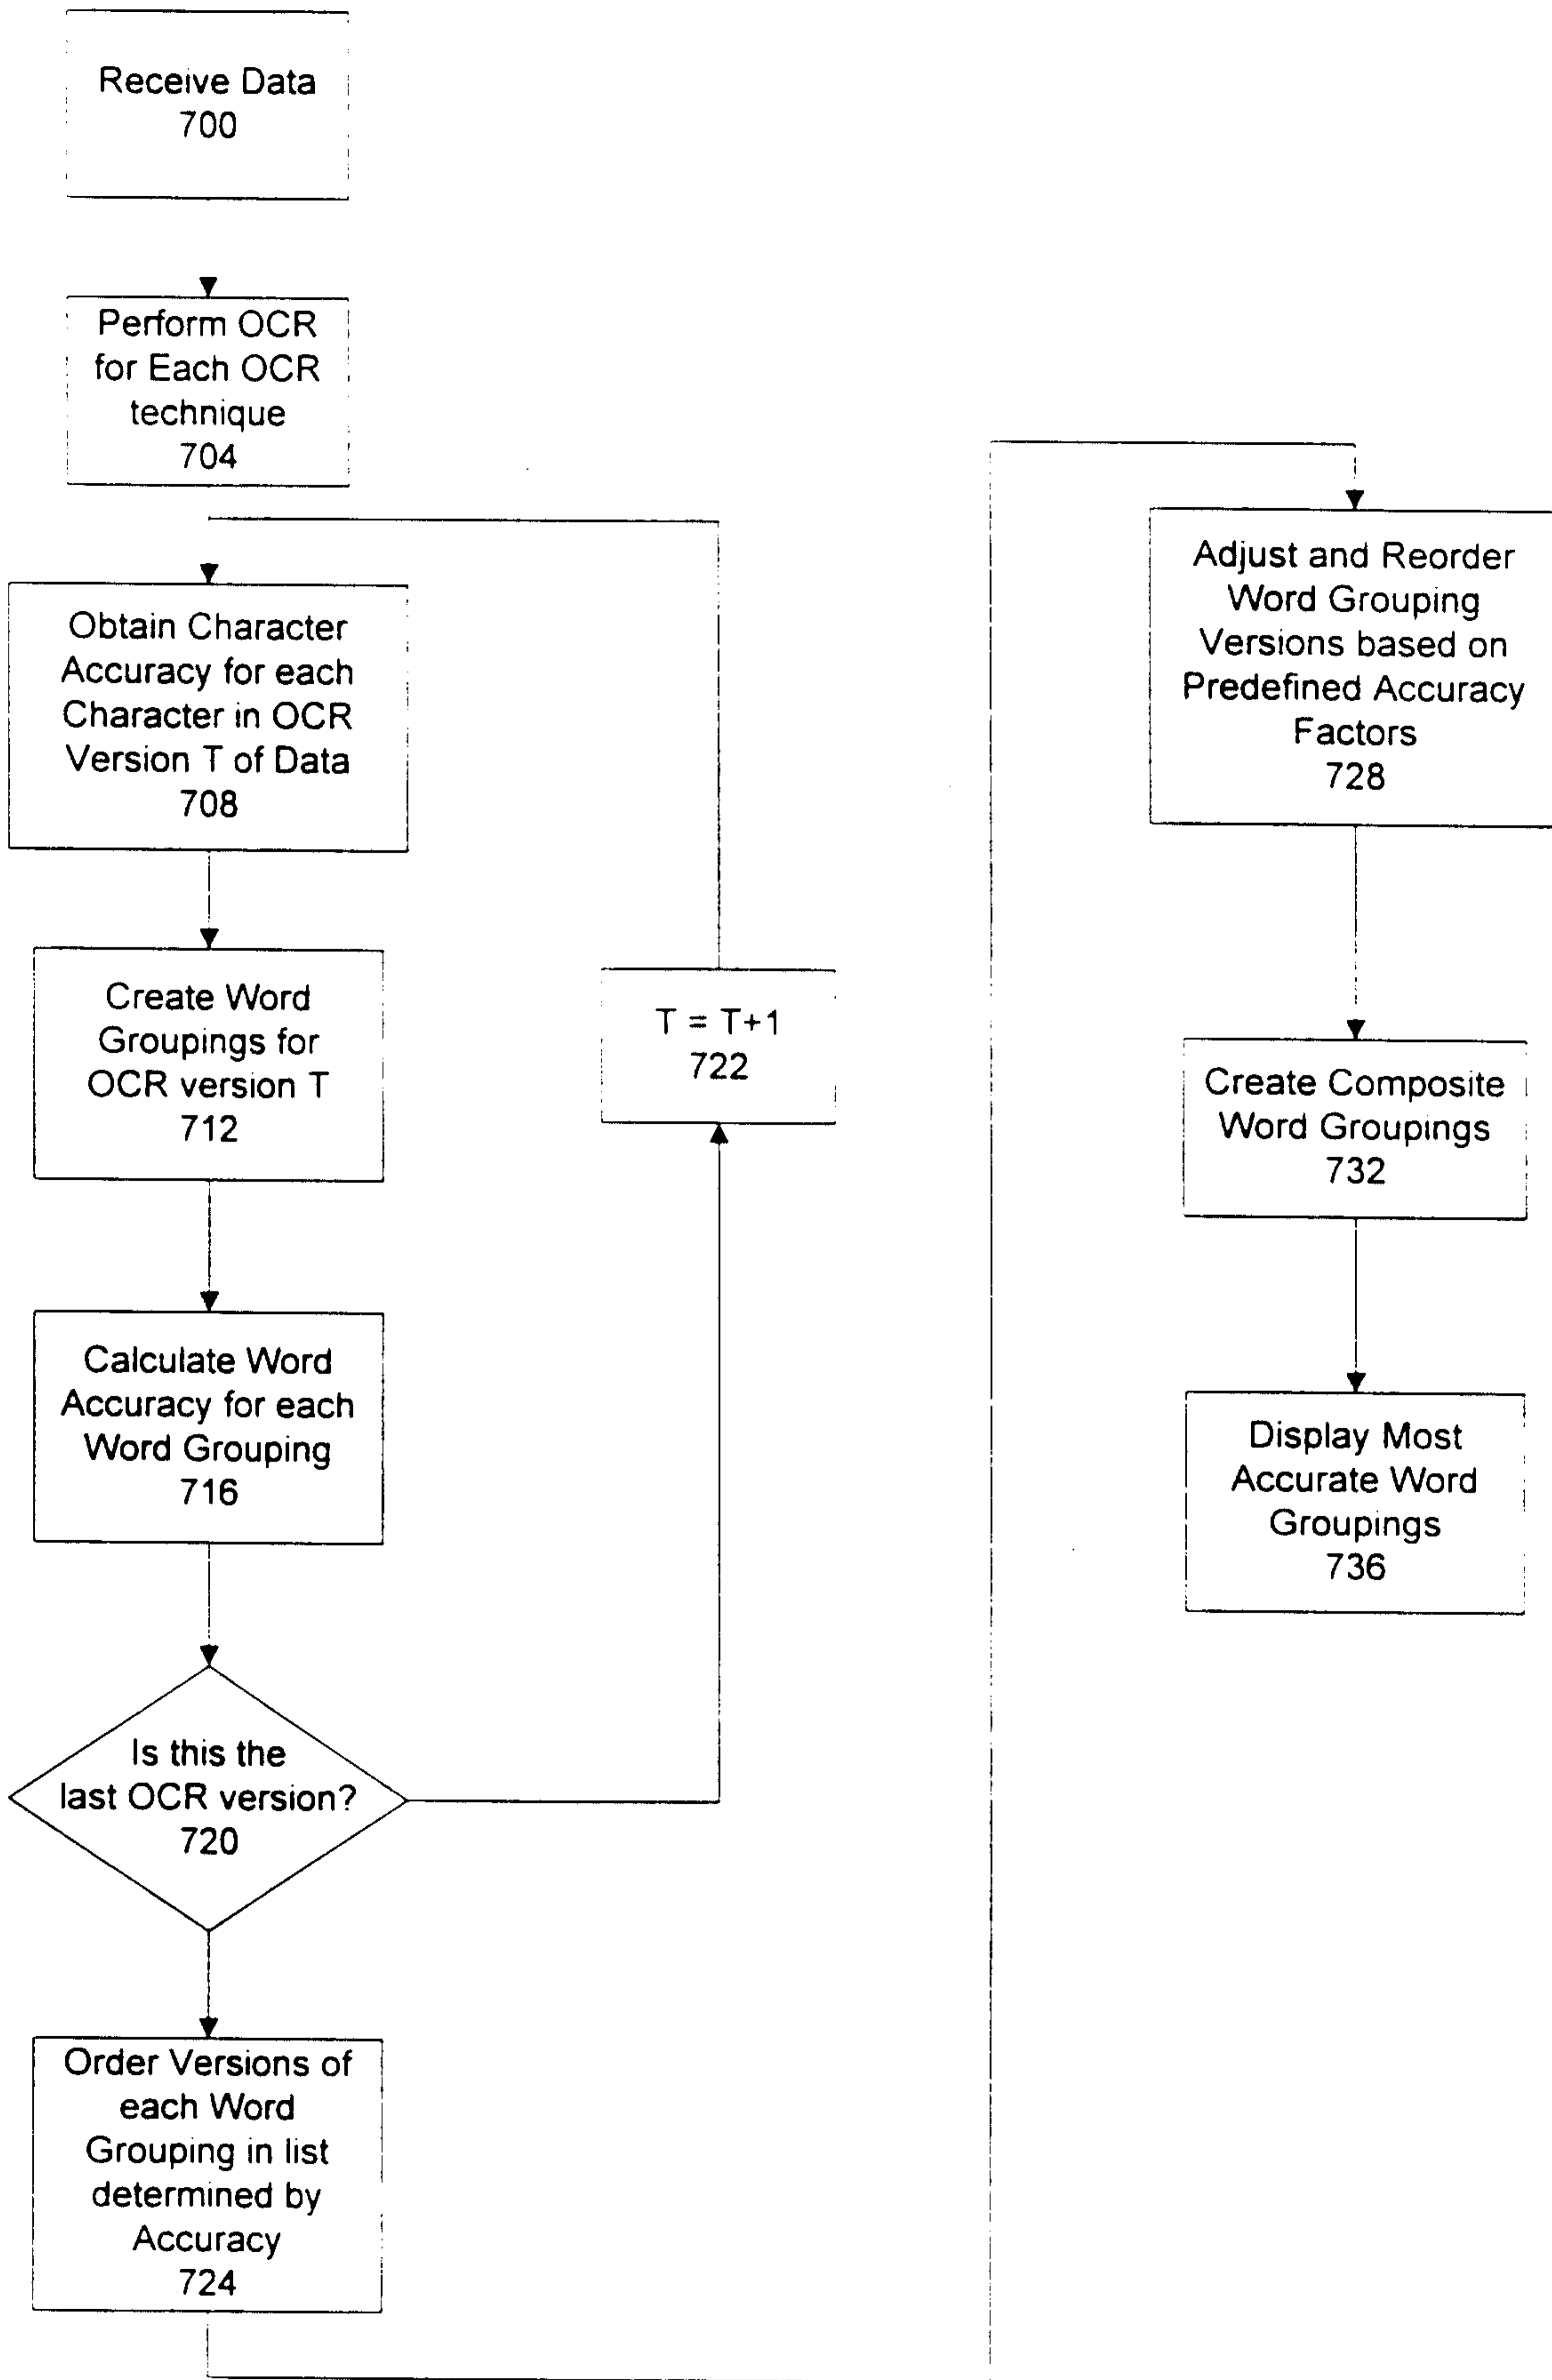 Receive Data
700
Perform OCR
for Each OCR
technique
704
Obtain Character
Accuracy for each
Character in OCR
Version T of Data
708
Create Word
Groupings for
OCR version T
712
Calculate Word
Accuracy for each
Word Grouping
716
Is this the
last OCR version?
720
T = T+1
722
Order Versions of
each Word
Grouping in list
determined by
Accuracy
724
Adjust and Reorder
Word Grouping
Versions based on
Predefined Accuracy
Factors
728
Create Composite
Word Groupings
732
Display Most
Accurate Word
Groupings
736